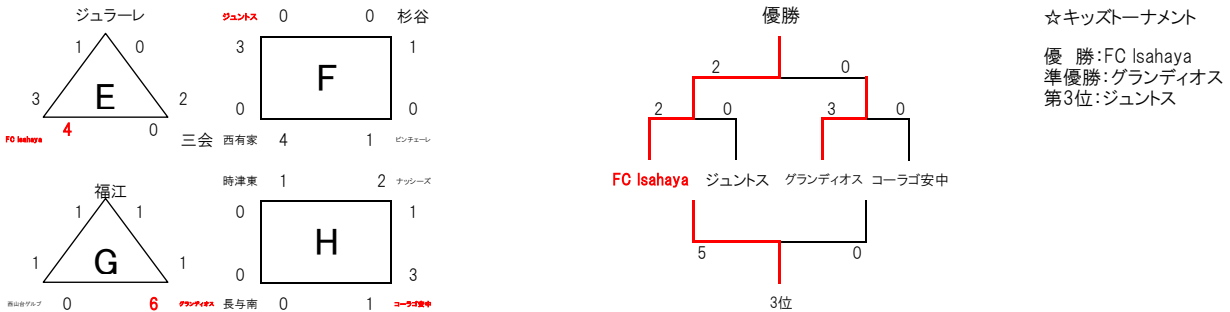 ジュラーレ
1 0
E
3 2
FC Isahaya 4 0 三会
ジュントス 0 0 杉谷
3 1
F
0 0
西有家 4 1 ピンチェーレ
福江
1 1
G
1 1
西山台グルブ 0 6 グランディオス
時津東 1 2 ナッシーズ
0 1
H
0 3
長与南 0 1 コーラゴ安中
優勝
2 0
2 0 3 0
FC Isahaya ジュントス グランディオス コーラゴ安中
5 0
3位
☆キッズトーナメント
優 勝：FC Isahaya
準優勝：グランディオス
第3位：ジュントス